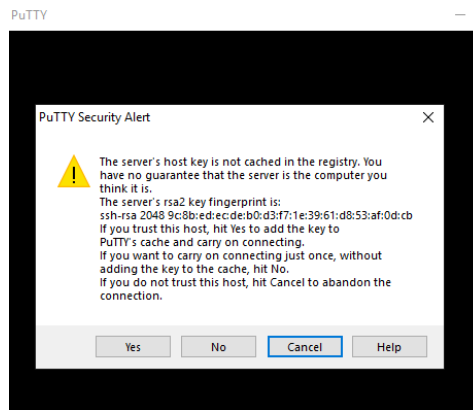 PuTTY
PuTTY Security Alert
The server's host key is not cached in the registry. You
have no guarantee that the server is the computer you
think it is.
The server's rsa2 key fingerprint is:
ssh-rsa 2048 9c:8b:ed:ec:de:b0:d3:f7:1e:39:61:d8:53:af:0d:cb
If you trust this host, hit Yes to add the key to
PuTTY's cache and carry on connecting.
If you want to carry on connecting just once, without
adding the key to the cache, hit No.
If you do not trust this host, hit Cancel to abandon the
connection.
Yes No Cancel Help